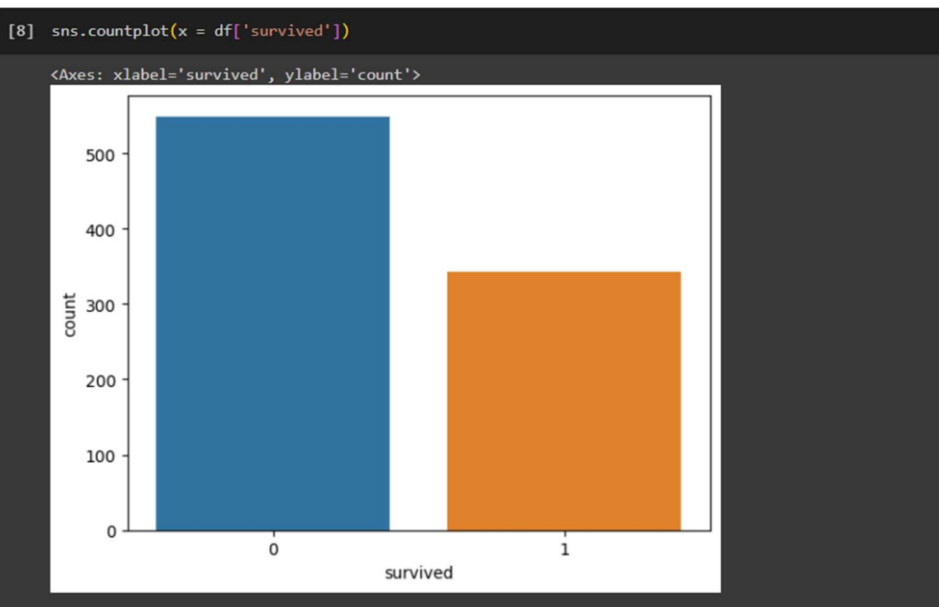 [8] sns.countplot(x = df['survived'])
<Axes: xlabel='survived', ylabel='count'>
500
400
300
200
100
0
count
0 1
survived